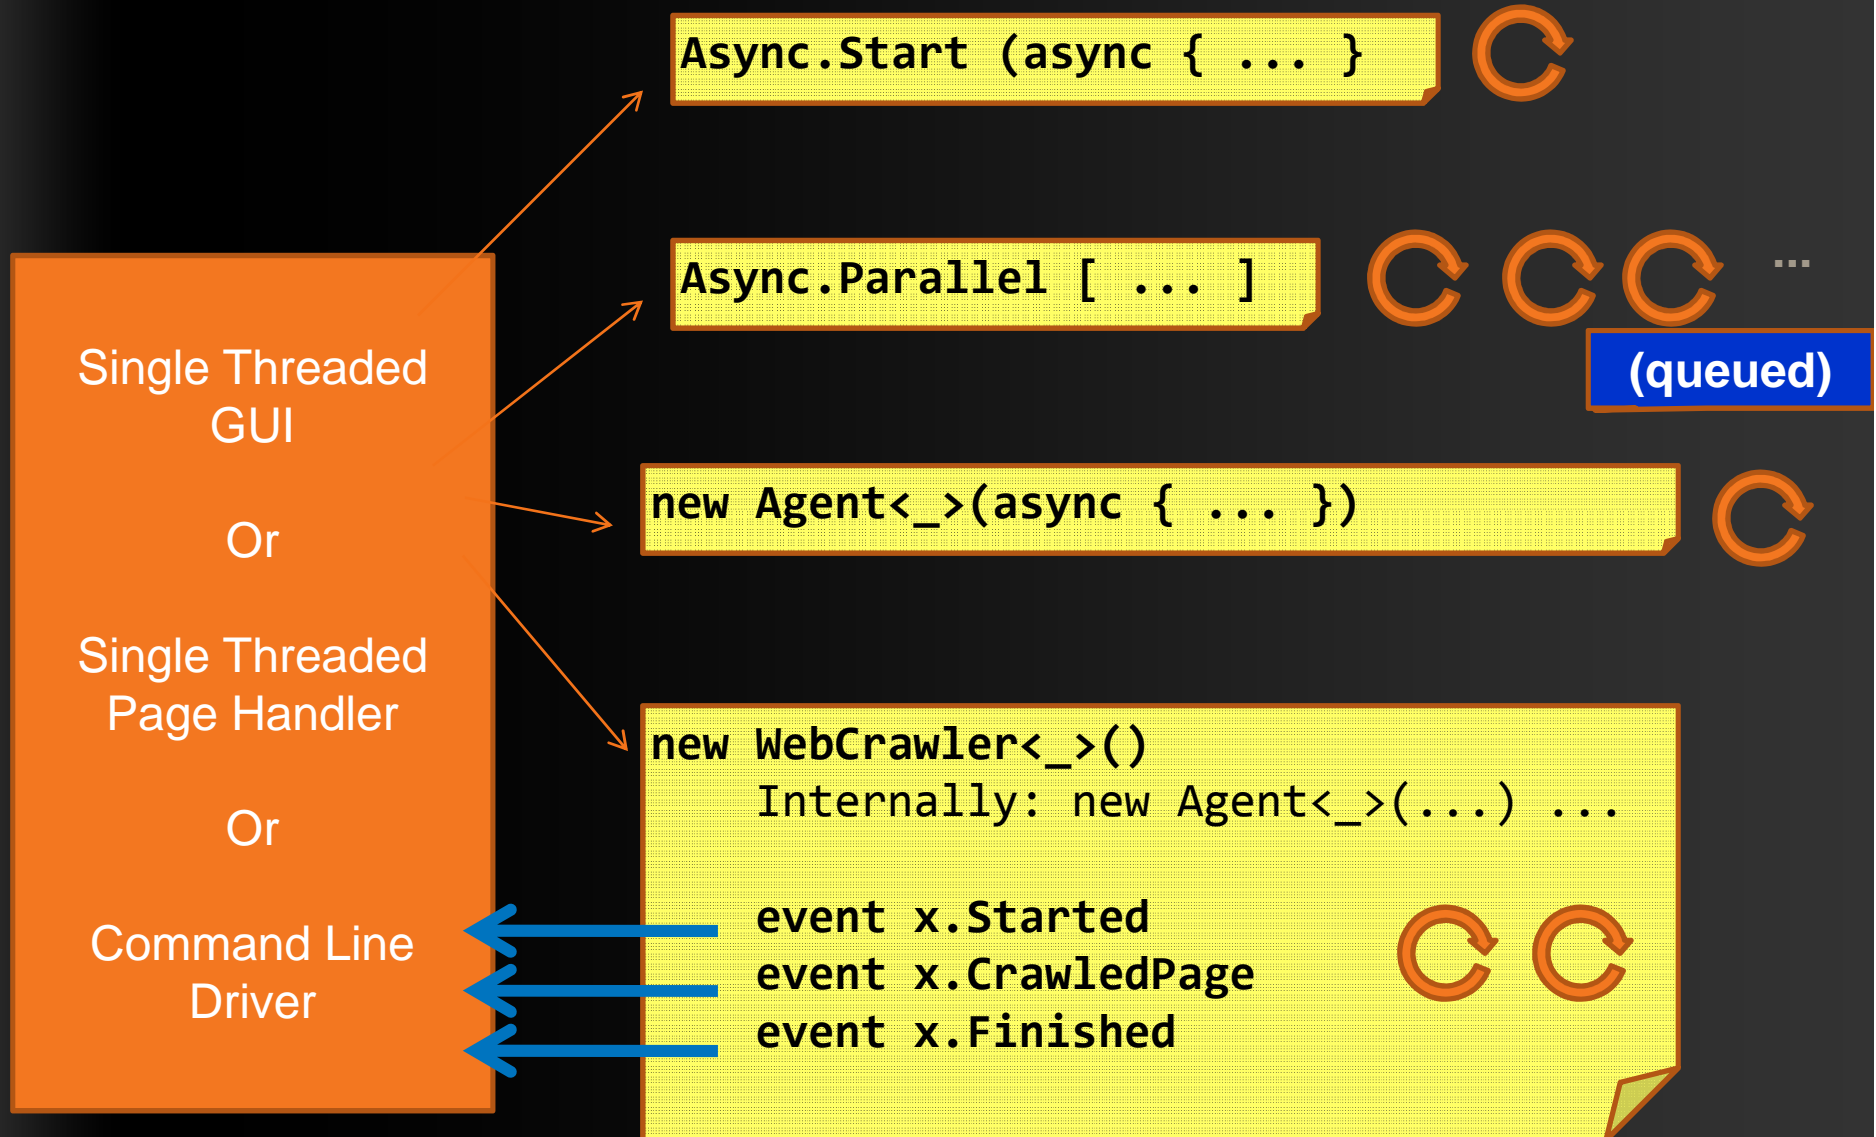 Async.Start (async { ... }
Async.Parallel [ ... ]
...
(queued)
new Agent<_>(async { ... })
Single Threaded
GUI
Or
Single Threaded
Page Handler
Or
Command Line
Driver
new WebCrawler<_>()
Internally: new Agent<_>(...) ...
event x.Started
event x.CrawledPage
event x.Finished